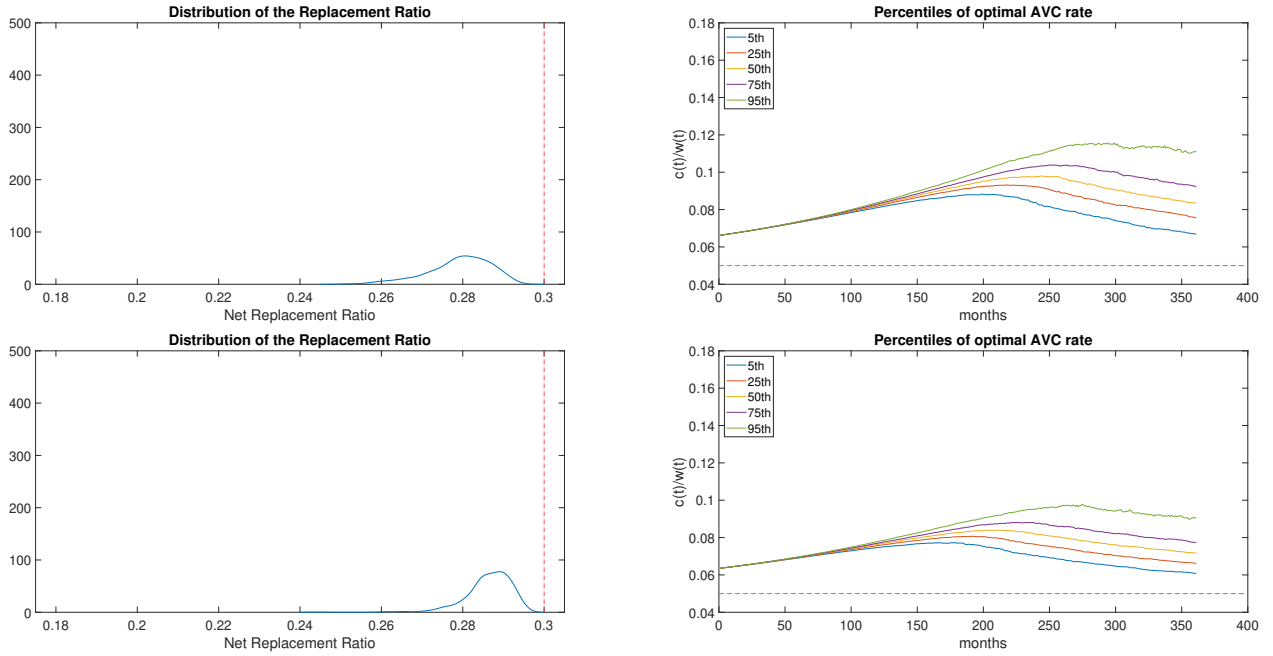 Distribution of the Replacement Ratio
500
400
300
200
100
0
0.18 0.2 0.22 0.24 0.26 0.28 0.3
Net Replacement Ratio
Percentiles of optimal AVC rate
0.18
0.16
0.14
0.12
0.1
0.08
0.06
0.04
c(t)/w(t)
5th
25th
50th
75th
95th
0 50 100 150 200 250 300 350 400
months
Distribution of the Replacement Ratio
500
400
300
200
100
0
0.18 0.2 0.22 0.24 0.26 0.28 0.3
Net Replacement Ratio
Percentiles of optimal AVC rate
0.18
0.16
0.14
0.12
0.1
0.08
0.06
0.04
c(t)/w(t)
5th
25th
50th
75th
95th
0 50 100 150 200 250 300 350 400
months